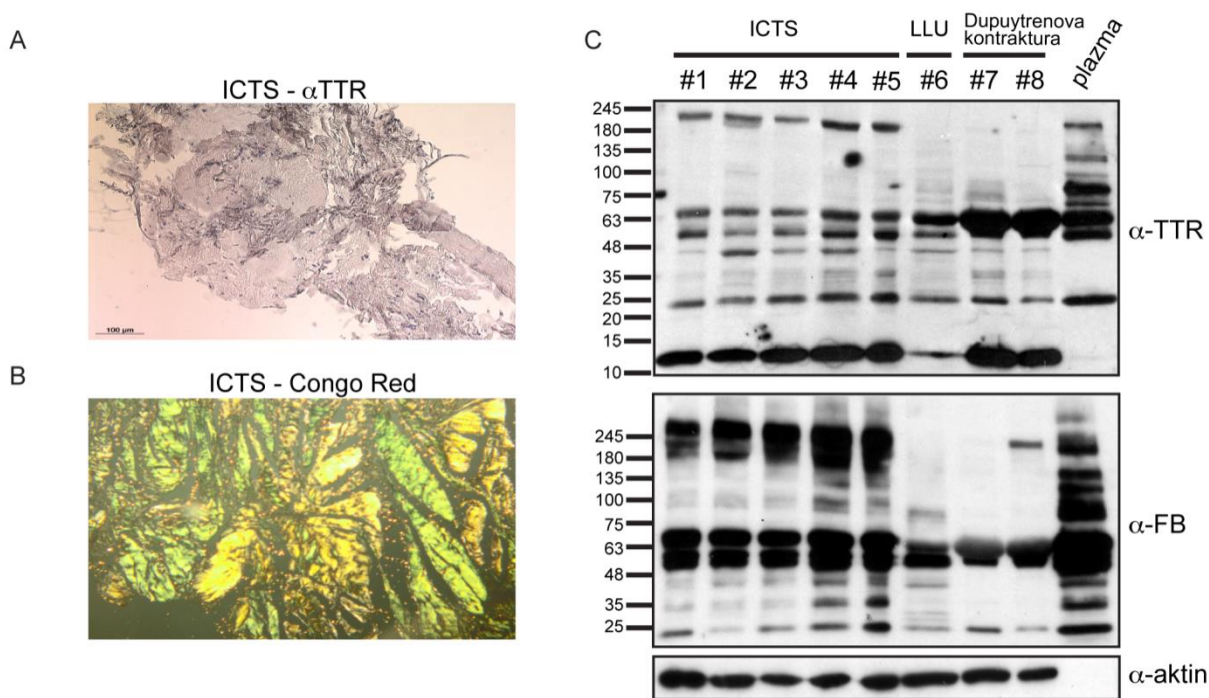 A
ICTS - αTTR
100 μm
B
ICTS - Congo Red
C
ICTS
LLU
Dupuytrenova
kontraktura
plazma
#1 #2 #3 #4 #5 #6 #7 #8
245
180
135
100
75
63
48
35
25
20
15
10
α-TTR
245
180
135
100
75
63
48
35
25
α-FB
α-aktin